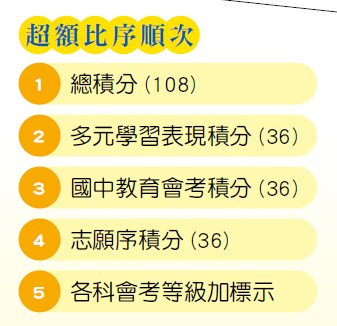 超額比序順次
1 總積分(108)
2 多元學習表現積分(36)
3 國中教育會考積分(36)
4 志願序積分(36)
5 各科會考等級加標示